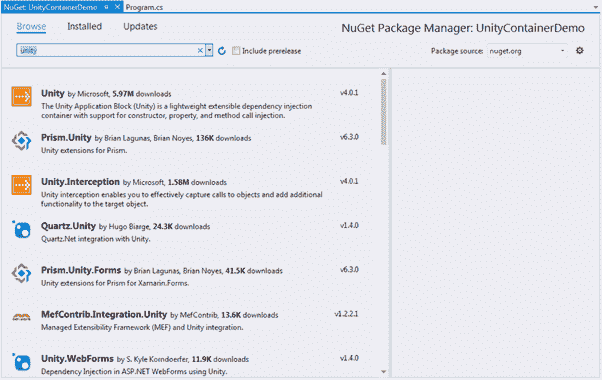 NuGet: UnityContainerDemo Program.cs
Browse Installed Updates NuGet Package Manager: UnityContainerDemo
unity Include prerelease Package source: nuget.org
Unity by Microsoft, 5.97M downloads v4.0.1
The Unity Application Block (Unity) is a lightweight extensible dependency injection
container with support for constructor, property, and method call injection.
Prism.Unity by Brian Lagunas, Brian Noyes, 136K downloads v6.3.0
Unity extensions for Prism.
Unity.Interception by Microsoft, 1.58M downloads v4.0.1
Unity interception enables you to effectively capture calls to objects and add additional
functionality to the target object.
Quartz.Unity by Hugo Biarge, 24.3K downloads v1.4.0
Quartz.Net integration with Unity.
Prism.Unity.Forms by Brian Lagunas, Brian Noyes, 41.5K downloads v6.3.0
Unity extensions for Prism for Xamarin.Forms.
MefContrib.Integration.Unity by MefContrib, 13.6K downloads v1.2.2.1
Managed Extensibility Framework (MEF) and Unity integration.
Unity.WebForms by S. Kyle Korndoerfer, 11.9K downloads v1.4.0
Dependency Injection in ASP.NET WebForms using Unity.